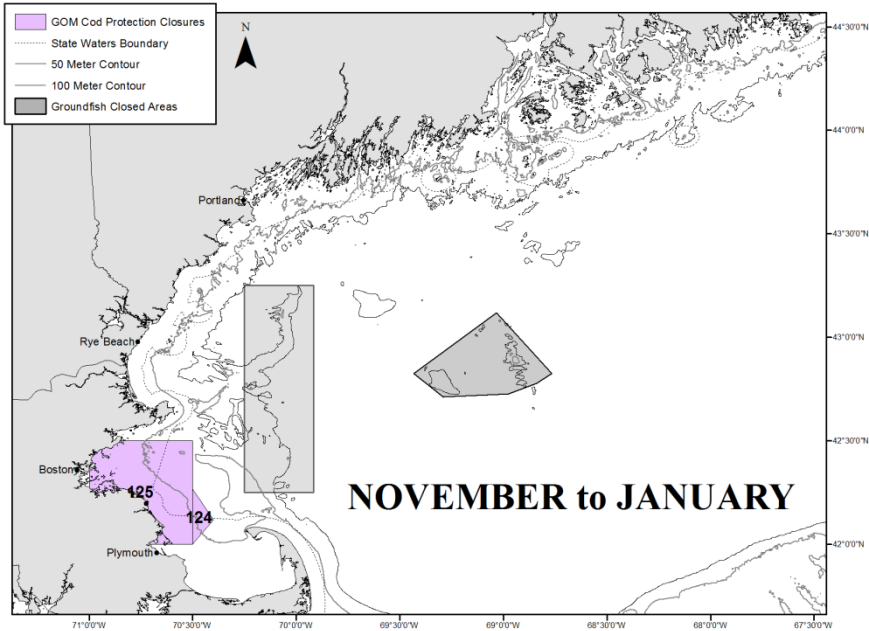 GOM Cod Protection Closures
State Waters Boundary
50 Meter Contour
100 Meter Contour
Groundfish Closed Areas
N
44°30'0"N
44°0'0"N
Portland
43°30'0"N
Rye Beach
43°0'0"N
42°30'0"N
Boston
125
NOVEMBER to JANUARY
124
Plymouth
42°0'0"N
71°0'0"W
70°30'0"W
70°0'0"W
69°30'0"W
69°0'0"W
68°30'0"W
68°0'0"W
67°30'0"W